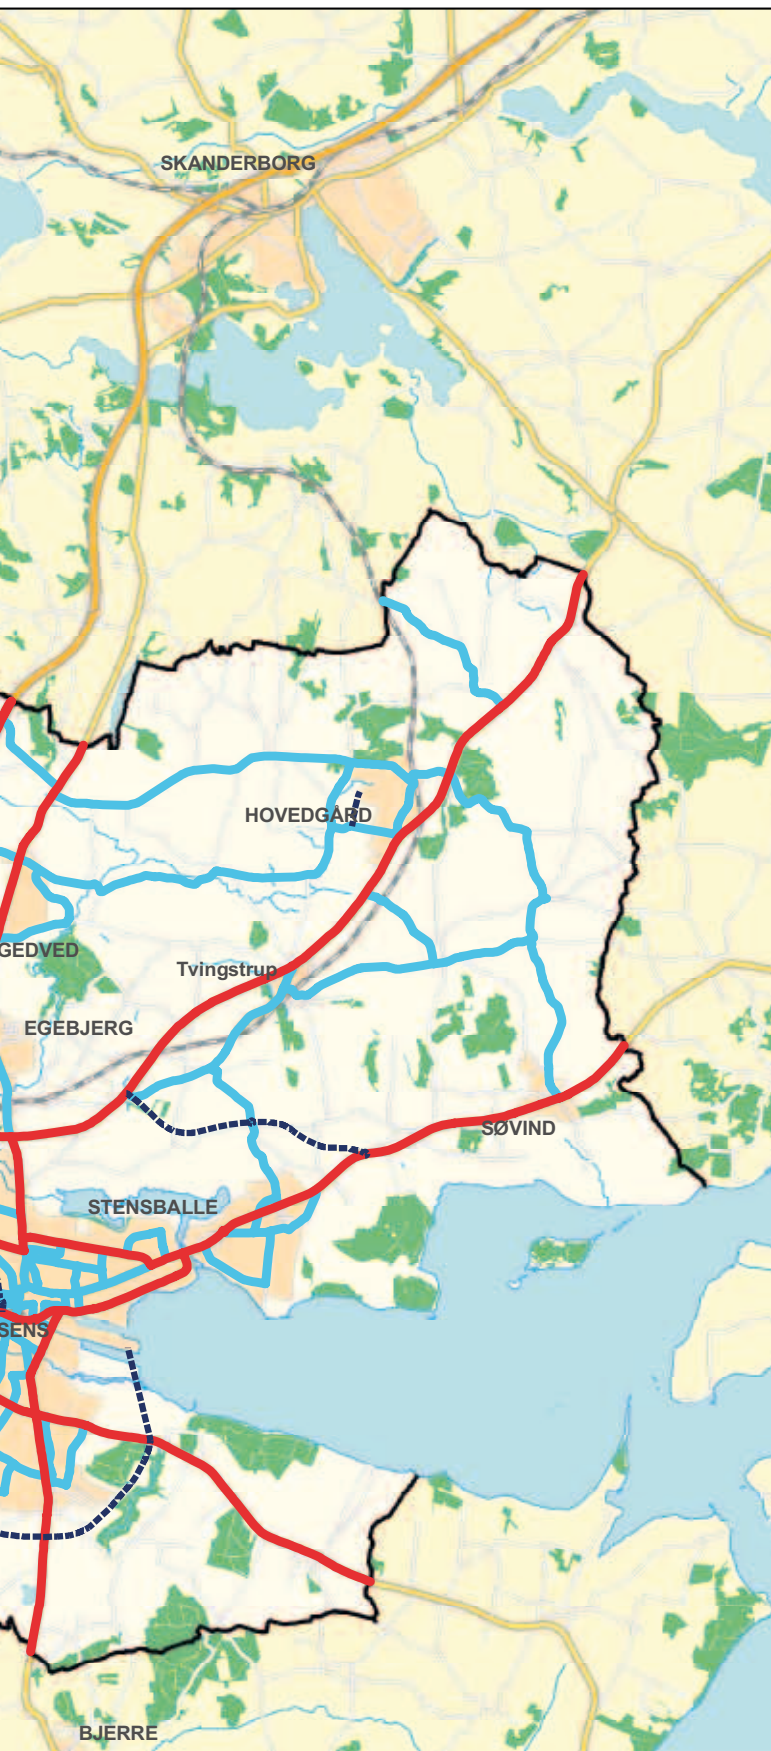 SKANDERBORG
HOVEDGÅRD
GEDVED
Tvingstrup
EGEBJERG
SØVIND
STENSBALLE
SENS
BJERRE